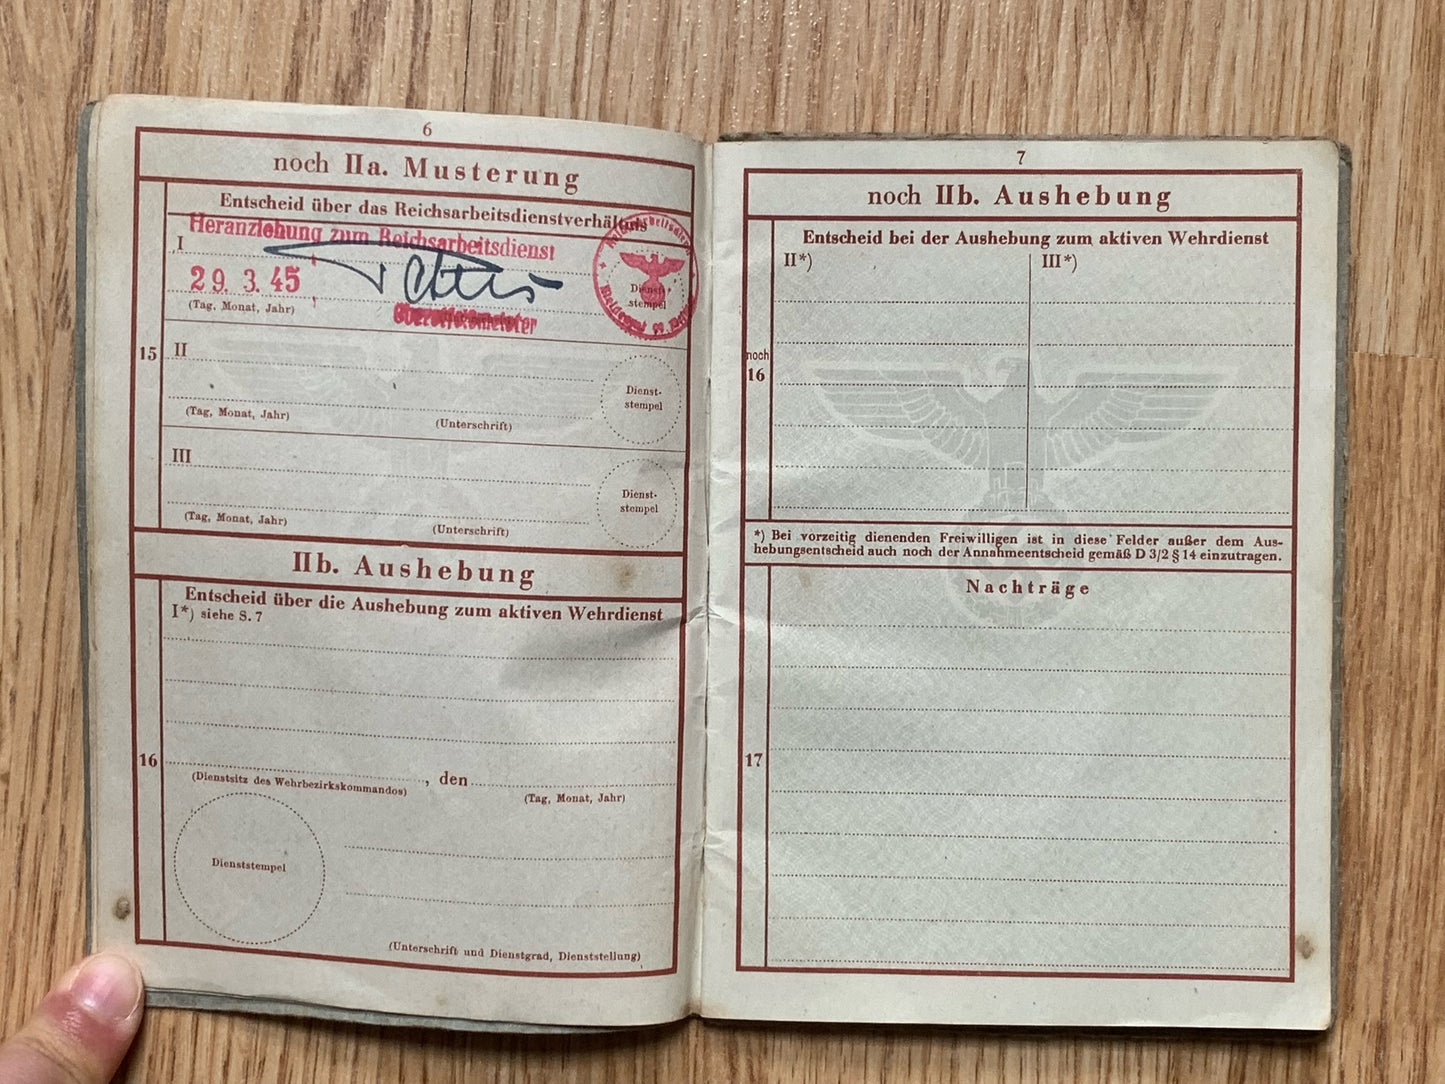 6
noch IIa. Musterung
Entscheid über das Reichsarbeitsdienstverhältnis
Heranziehung zum Reichsarbeitsdienst
I
29. 3. 45
(Tag, Monat, Jahr)
Dienst-
stempel
15
II
(Tag, Monat, Jahr)
(Unterschrift)
Dienst-
stempel
III
(Tag, Monat, Jahr)
(Unterschrift)
Dienst-
stempel
IIb. Aushebung
Entscheid über die Aushebung zum aktiven Wehrdienst
I*) siehe S. 7
16
, den
(Dienstsitz des Wehrbezirkskommandos)
(Tag, Monat, Jahr)
Dienststempel
(Unterschrift und Dienstgrad, Dienststellung)
7
noch IIb. Aushebung
Entscheid bei der Aushebung zum aktiven Wehrdienst
II*)
III*)
noch
16
*) Bei vorzeitig dienenden Freiwilligen ist in diese Felder außer dem Aus-
hebungsentscheid auch noch der Annahmeentscheid gemäß D 3/2 § 14 einzutragen.
Nachträge
17